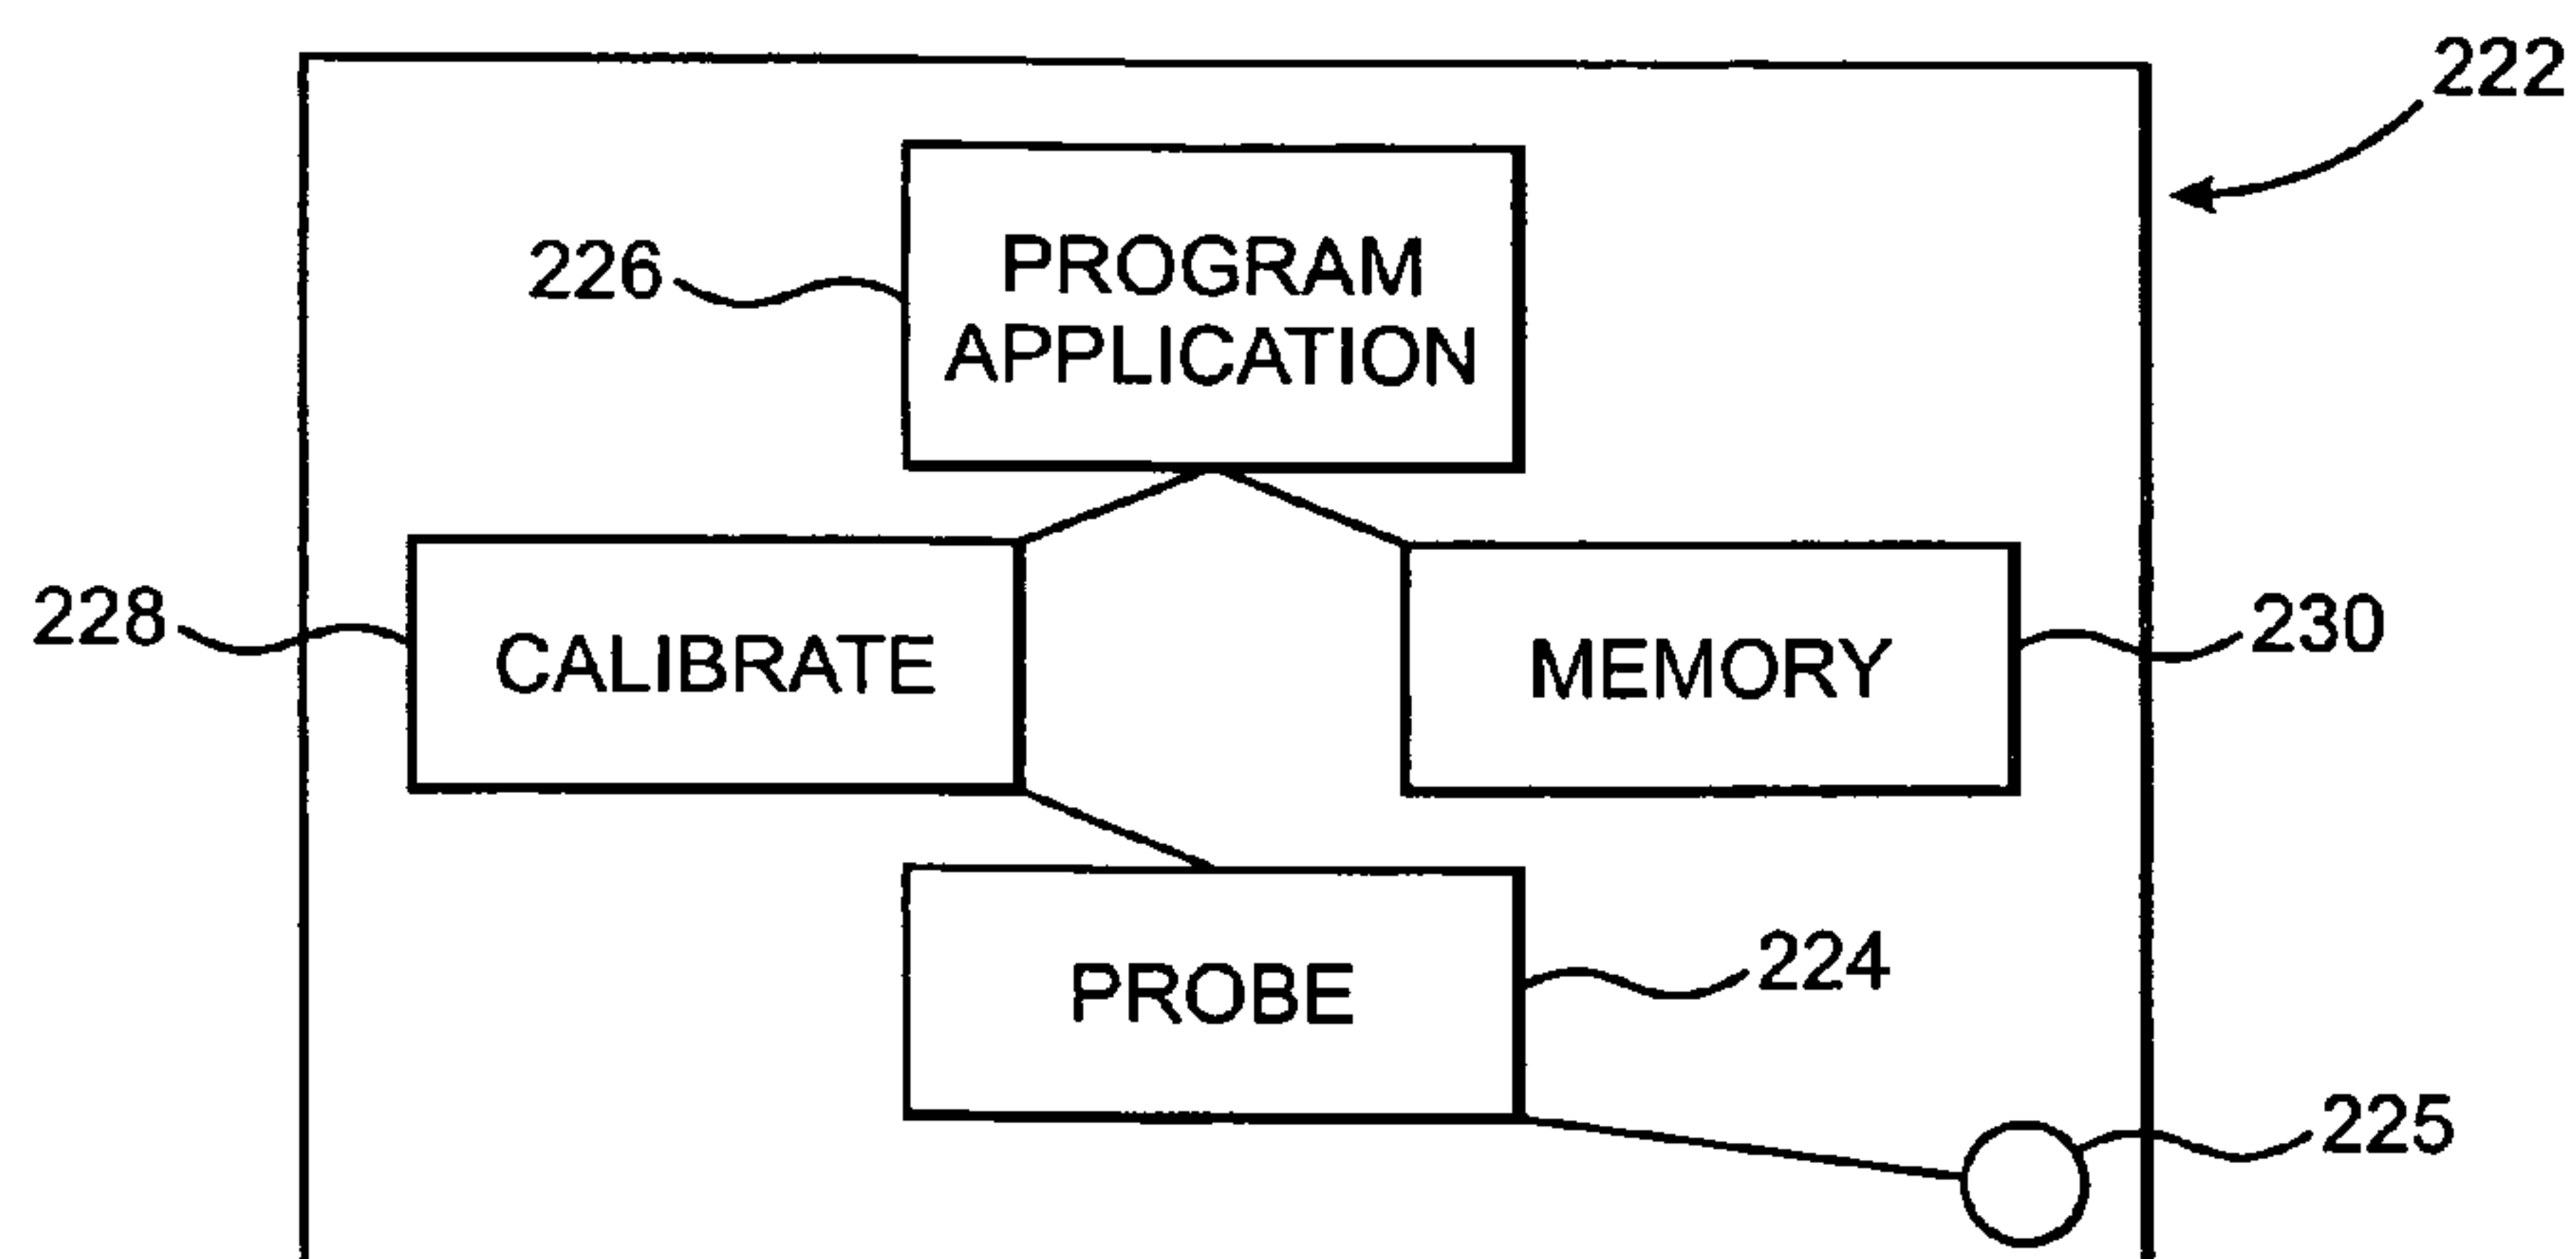 222
226
PROGRAM
APPLICATION
228
CALIBRATE
MEMORY
230
PROBE
224
225